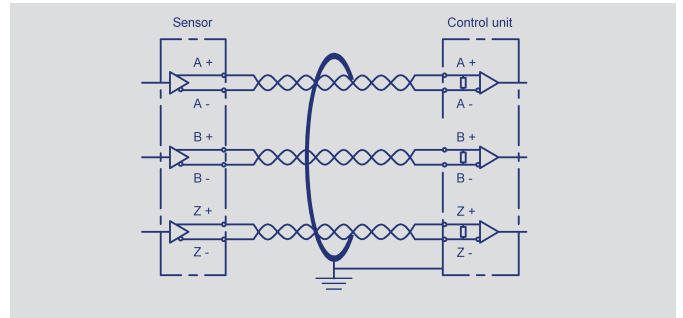 Sensor
Control unit
A +
A +
A -
A -
B +
B +
B -
B -
Z +
Z +
Z -
Z -